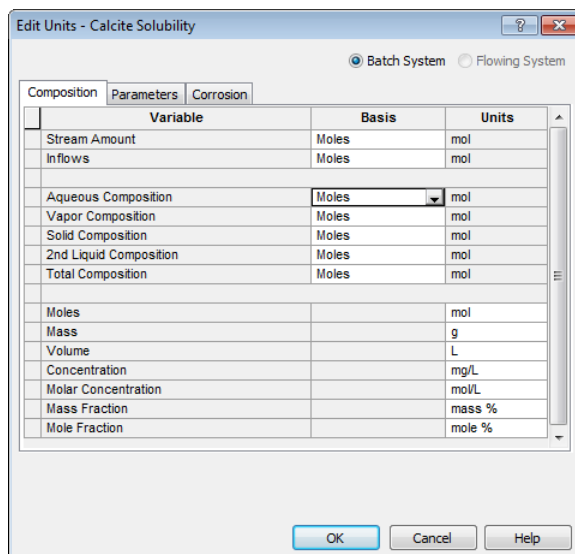 Edit Units - Calcite Solubility
Batch System Flowing System
Composition Parameters Corrosion
Variable Basis Units
Stream Amount Moles mol
Inflows Moles mol
Aqueous Composition Moles mol
Vapor Composition Moles mol
Solid Composition Moles mol
2nd Liquid Composition Moles mol
Total Composition Moles mol
Moles mol
Mass g
Volume L
Concentration mg/L
Molar Concentration mol/L
Mass Fraction mass %
Mole Fraction mole %
OK Cancel Help